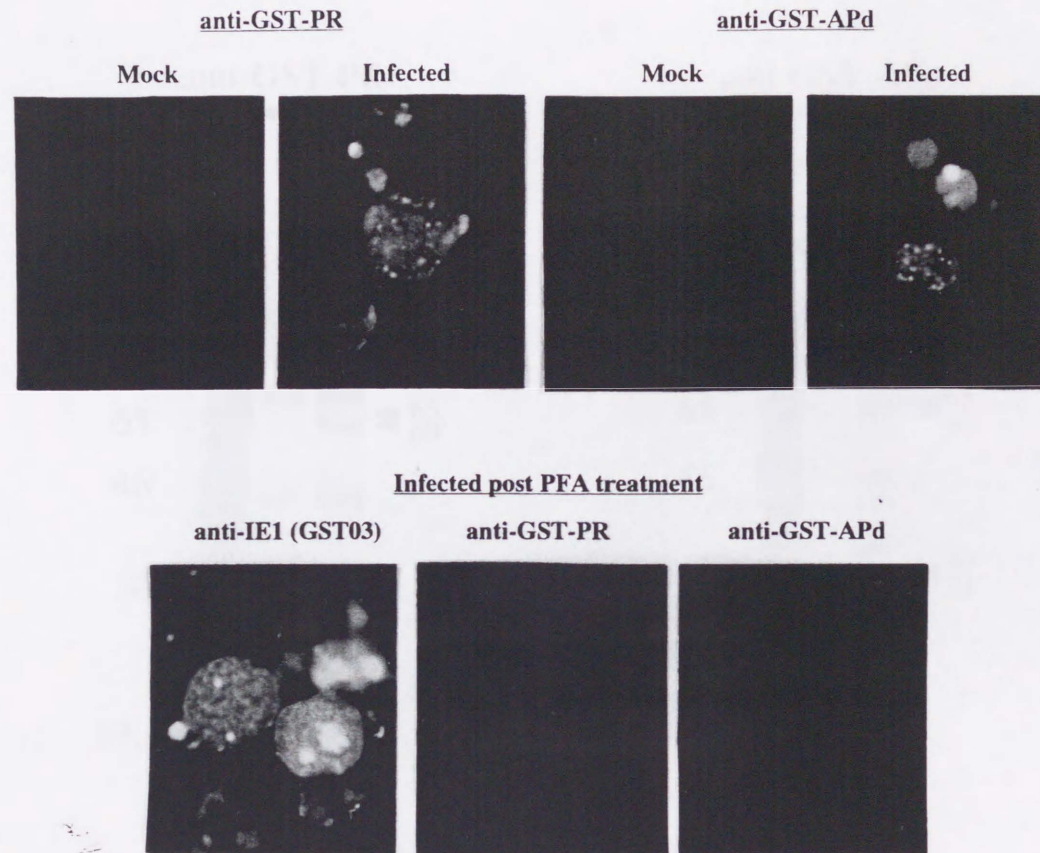 anti-GST-PR anti-GST-APd
Mock Infected Mock Infected
Infected post PFA treatment
anti-IE1 (GST03) anti-GST-PR anti-GST-APd